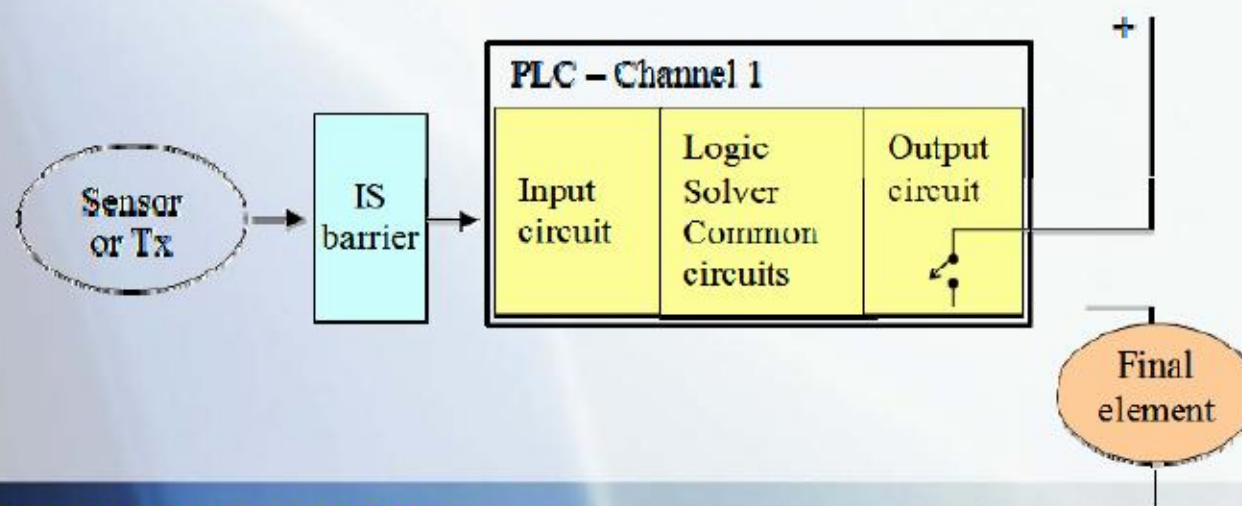 +
PLC – Channel 1
Sensor
or Tx
IS
barrier
Input
circuit
Logic
Solver
Common
circuits
Output
circuit
Final
element